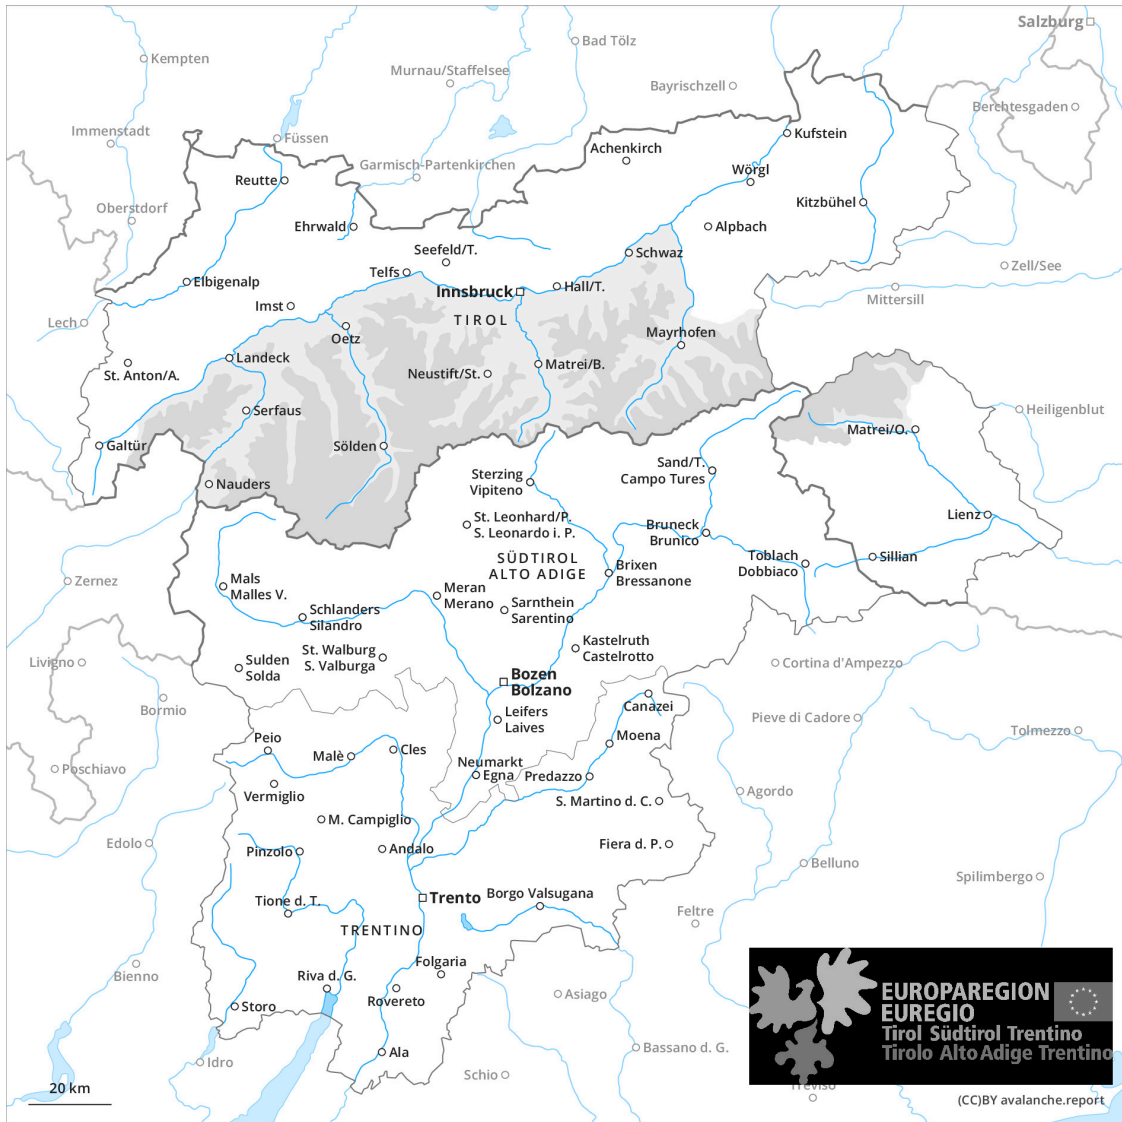 Salzburg
Bad Tölz
Kempten
Murnau/Staffelsee
Bayrischzell
Berchtesgaden
Immenstadt
Füssen
Kufstein
Achenkirch
Garmisch-Partenkirchen
Wörgl
Reutte
Kitzbühel
Oberstdorf
Ehrwald
Alpbach
Seefeld/T.
Schwaz
Zell/See
Telfs
Elbigenalp
Innsbruck
Hall/T.
Mittersill
Imst
Lech
TIROL
Oetz
Mayrhofen
Landeck
St. Anton/A.
Neustift/St.
Matrei/B.
Serfaus
Heiligenblut
Matrei/O.
Galtür
Sölden
Sand/T.
Campo Tures
Sterzing
Vipiteno
Nauders
St. Leonhard/P.
S. Leonardo i. P.
Lienz
Bruneck
Brunico
SÜDTIROL
ALTO ADIGE
Toblach
Dobbiaco
Sillian
Brixen
Bressanone
Zernez
Mals
Malles V.
Meran
Merano
Sarnthein
Sarentino
Schlanders
Silandro
Kastelruth
Castelrotto
St. Walburg
S. Valburga
Livigno
Sulden
Solda
Cortina d'Ampezzo
Bozen
Bolzano
Canazei
Bormio
Leifers
Laives
Pieve di Cadore
Tolmezzo
Moena
Peio
Malè
Cles
Neumarkt
Egna
Predazzo
Poschiavo
Vermiglio
Agordo
S. Martino d. C.
M. Campiglio
Edolo
Pinzolo
Andalo
Fiera d. P.
Belluno
Spilimbergo
Tione d. T.
Trento
Borgo Valsugana
Feltre
TRENTINO
Folgaria
Bienno
Riva d. G.
Rovereto
Asiago
Storo
EUROPAREGION
EUREGIO
Tirol Südtirol Trentino
Tirolo Alto Adige Trentino
Ala
Bassano d. G.
Idro
Schio
Treviso
20 km
(CC)BY avalanche.report